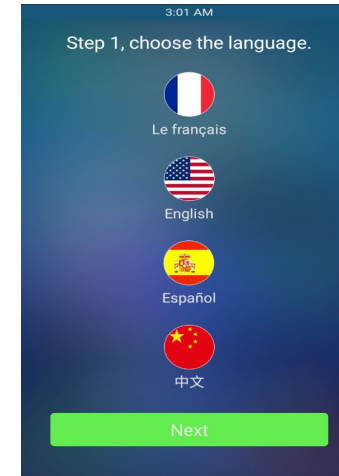 3:01 AM
Step 1, choose the language.
Le français
English
Español
中文
Next